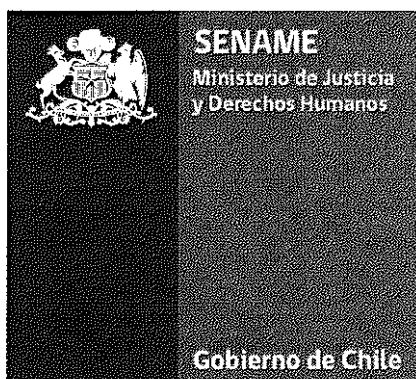 SENAME
Ministerio de Justicia
y Derechos Humanos
Gobierno de Chile